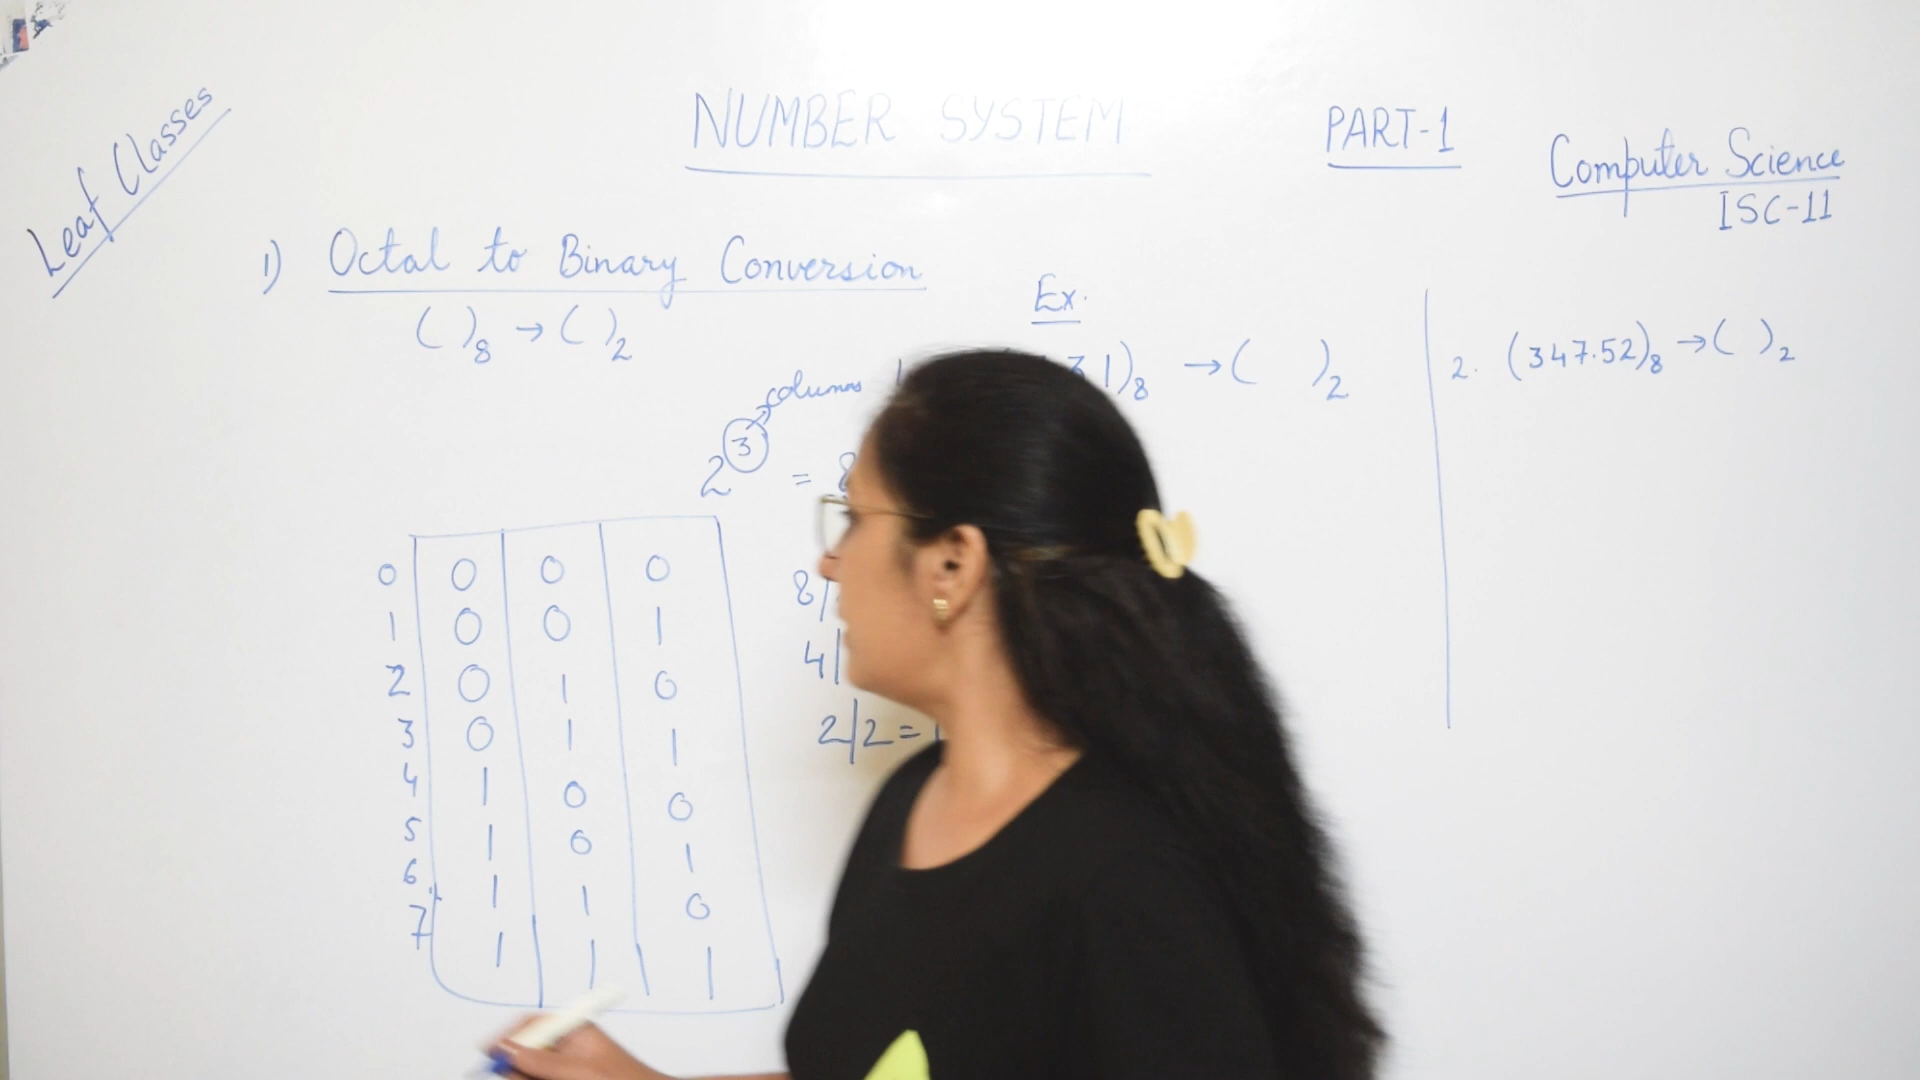 Leaf Classes
NUMBER SYSTEM
PART-1
Computer Science
ISC-11
1) Octal to Binary Conversion
( )₈ → ( )₂
Ex.
1)₈ → ( )₂
2. (347.52)₈ → ( )₂
columns
2³ = 8
0 0 0 0
1 0 0 1
2 0 1 0
3 0 1 1
4 1 0 0
5 1 0 1
6 1 1 0
7 1 1 1
8/
4/
2/2=1